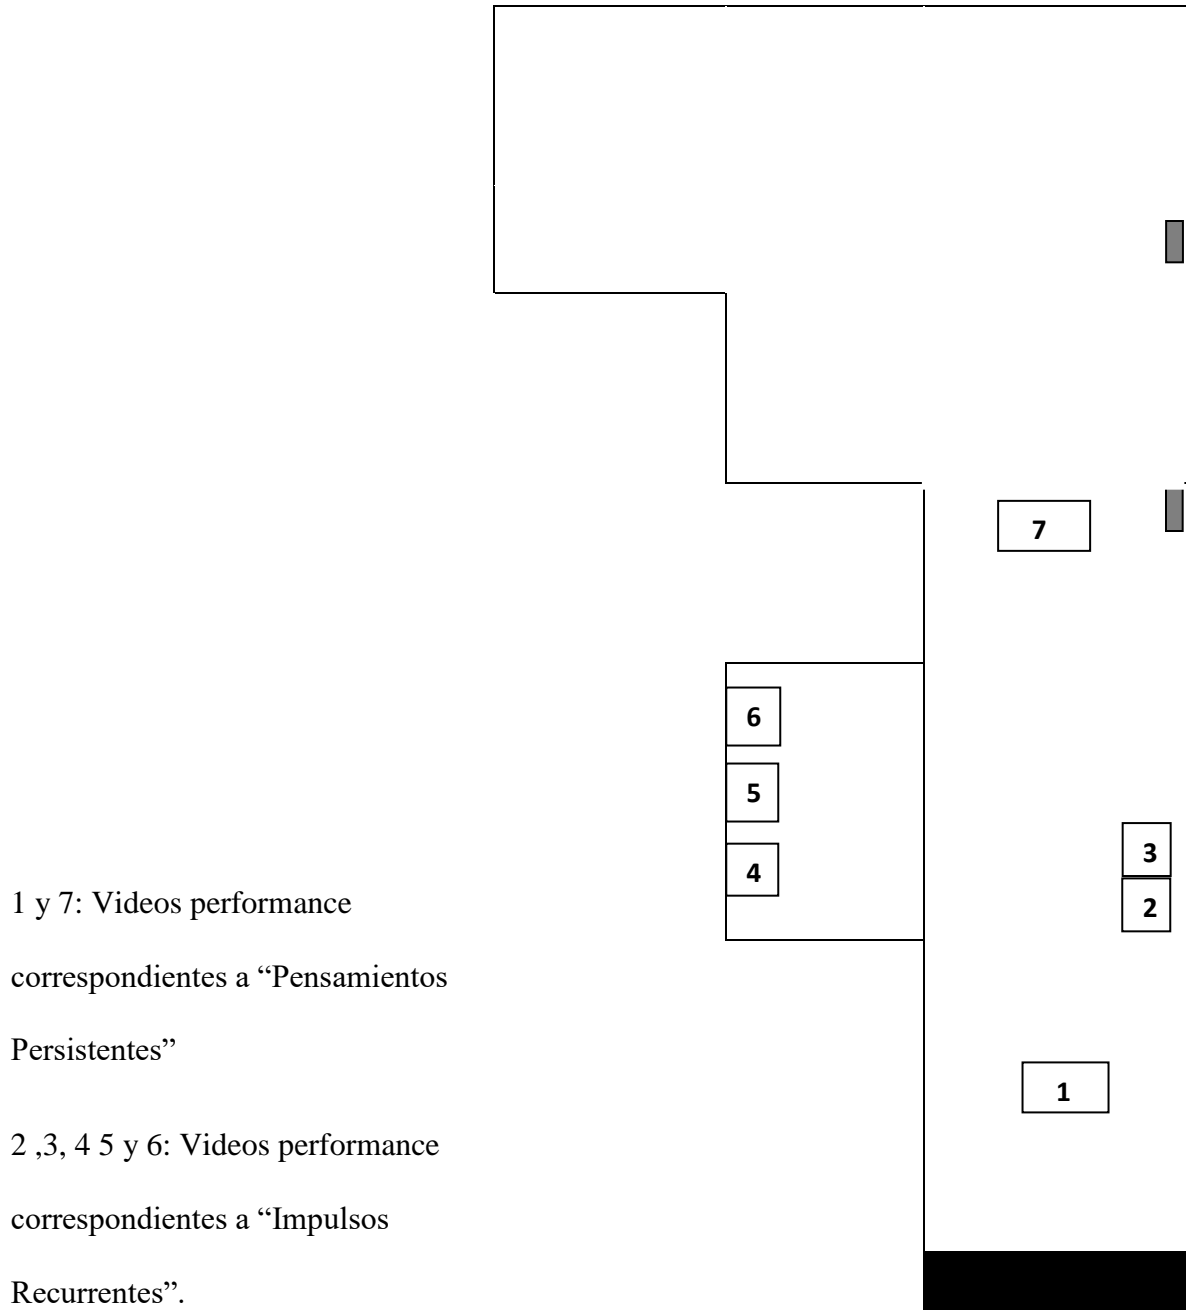 7
6
5
4
3
2
1 y 7: Videos performance
correspondientes a “Pensamientos
Persistentes”
1
2 ,3, 4 5 y 6: Videos performance
correspondientes a “Impulsos
Recurrentes”.